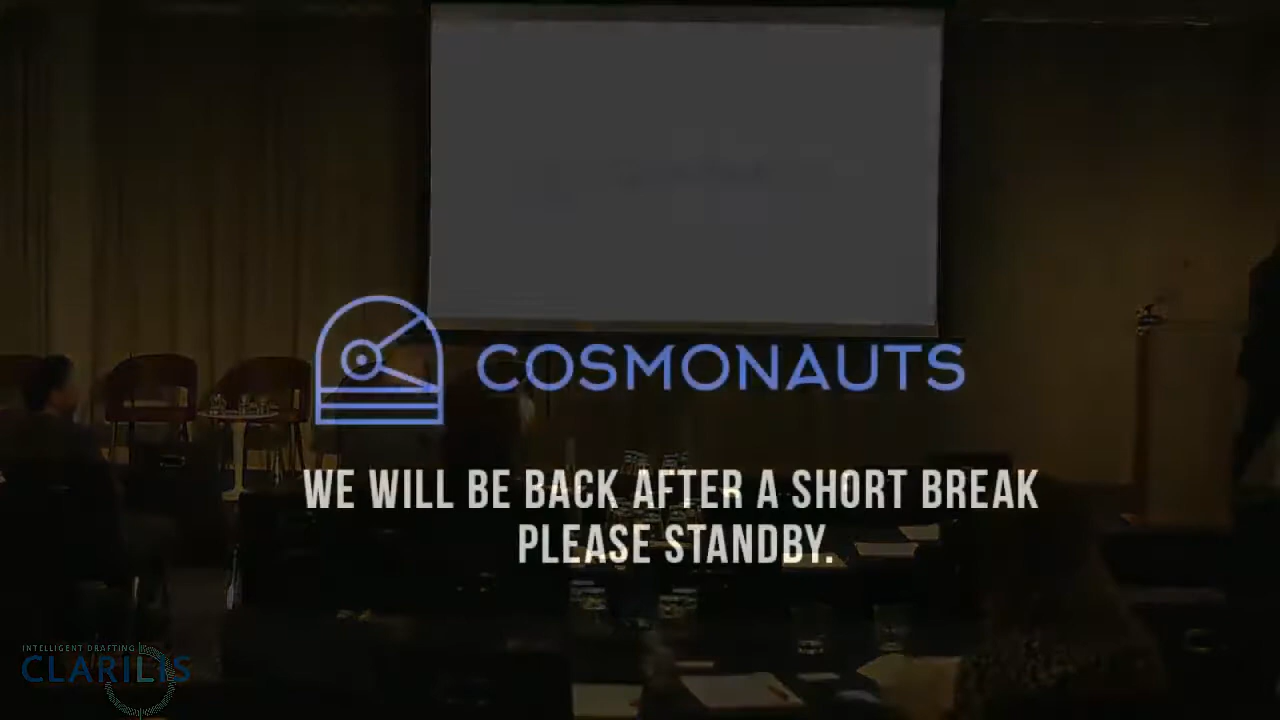 COSMONAUTS
WE WILL BE BACK AFTER A SHORT BREAK
PLEASE STANDBY.
INTELLIGENT DRAFTING
CLARILIS